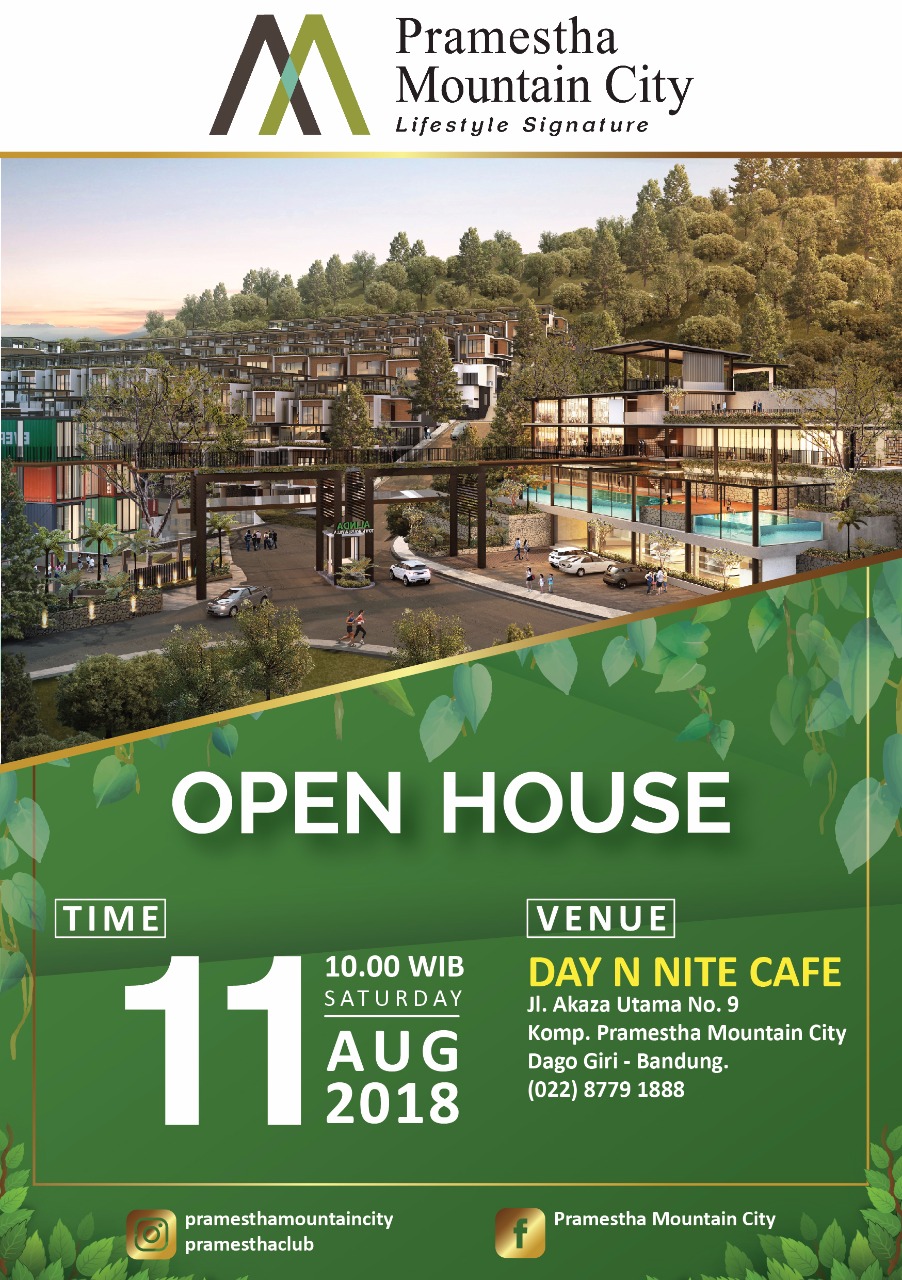 Pramestha
Mountain City
Lifestyle Signature
OPEN HOUSE
TIME
11
10.00 WIB
SATURDAY
AUG
2018
VENUE
DAY N NITE CAFE
Jl. Akaza Utama No. 9
Komp. Pramestha Mountain City
Dago Giri - Bandung.
(022) 8779 1888
pramesthamountaincity
pramesthaclub
Pramestha Mountain City